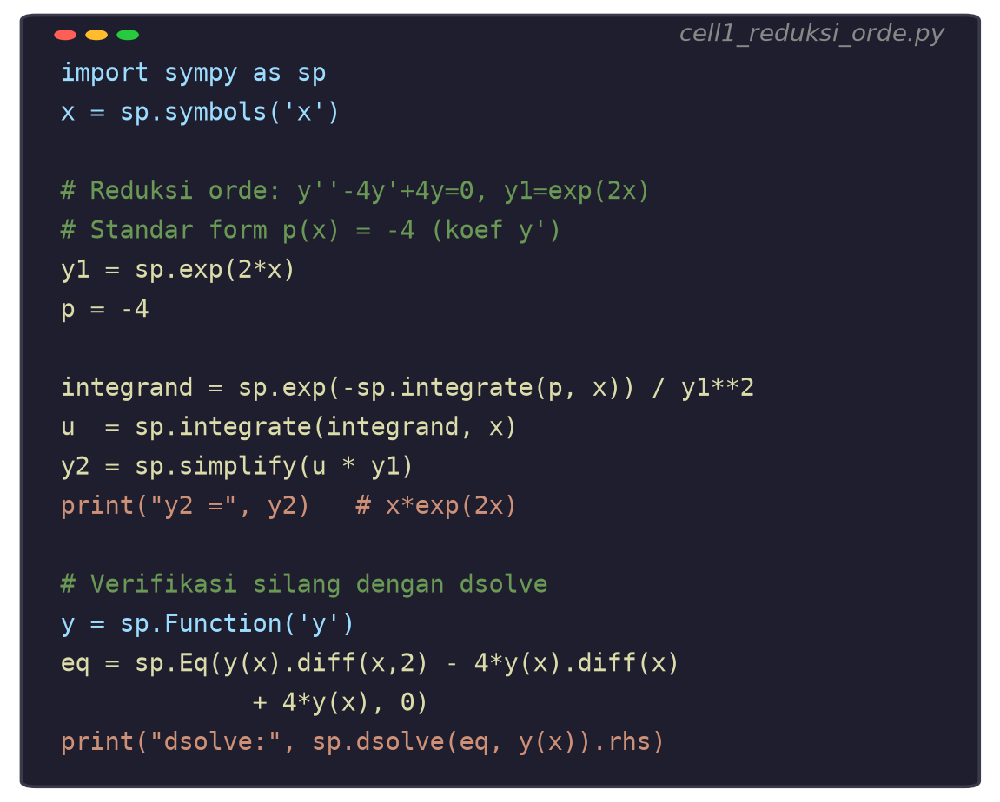 cell1_reduksi_orde.py
import sympy as sp
x = sp.symbols('x')
# Reduksi orde: y''-4y'+4y=0, y1=exp(2x)
# Standar form p(x) = -4 (koef y')
y1 = sp.exp(2*x)
p = -4
integrand = sp.exp(-sp.integrate(p, x)) / y1**2
u  = sp.integrate(integrand, x)
y2 = sp.simplify(u * y1)
print("y2 =", y2)   # x*exp(2x)
# Verifikasi silang dengan dsolve
y = sp.Function('y')
eq = sp.Eq(y(x).diff(x,2) - 4*y(x).diff(x)
             + 4*y(x), 0)
print("dsolve:", sp.dsolve(eq, y(x)).rhs)